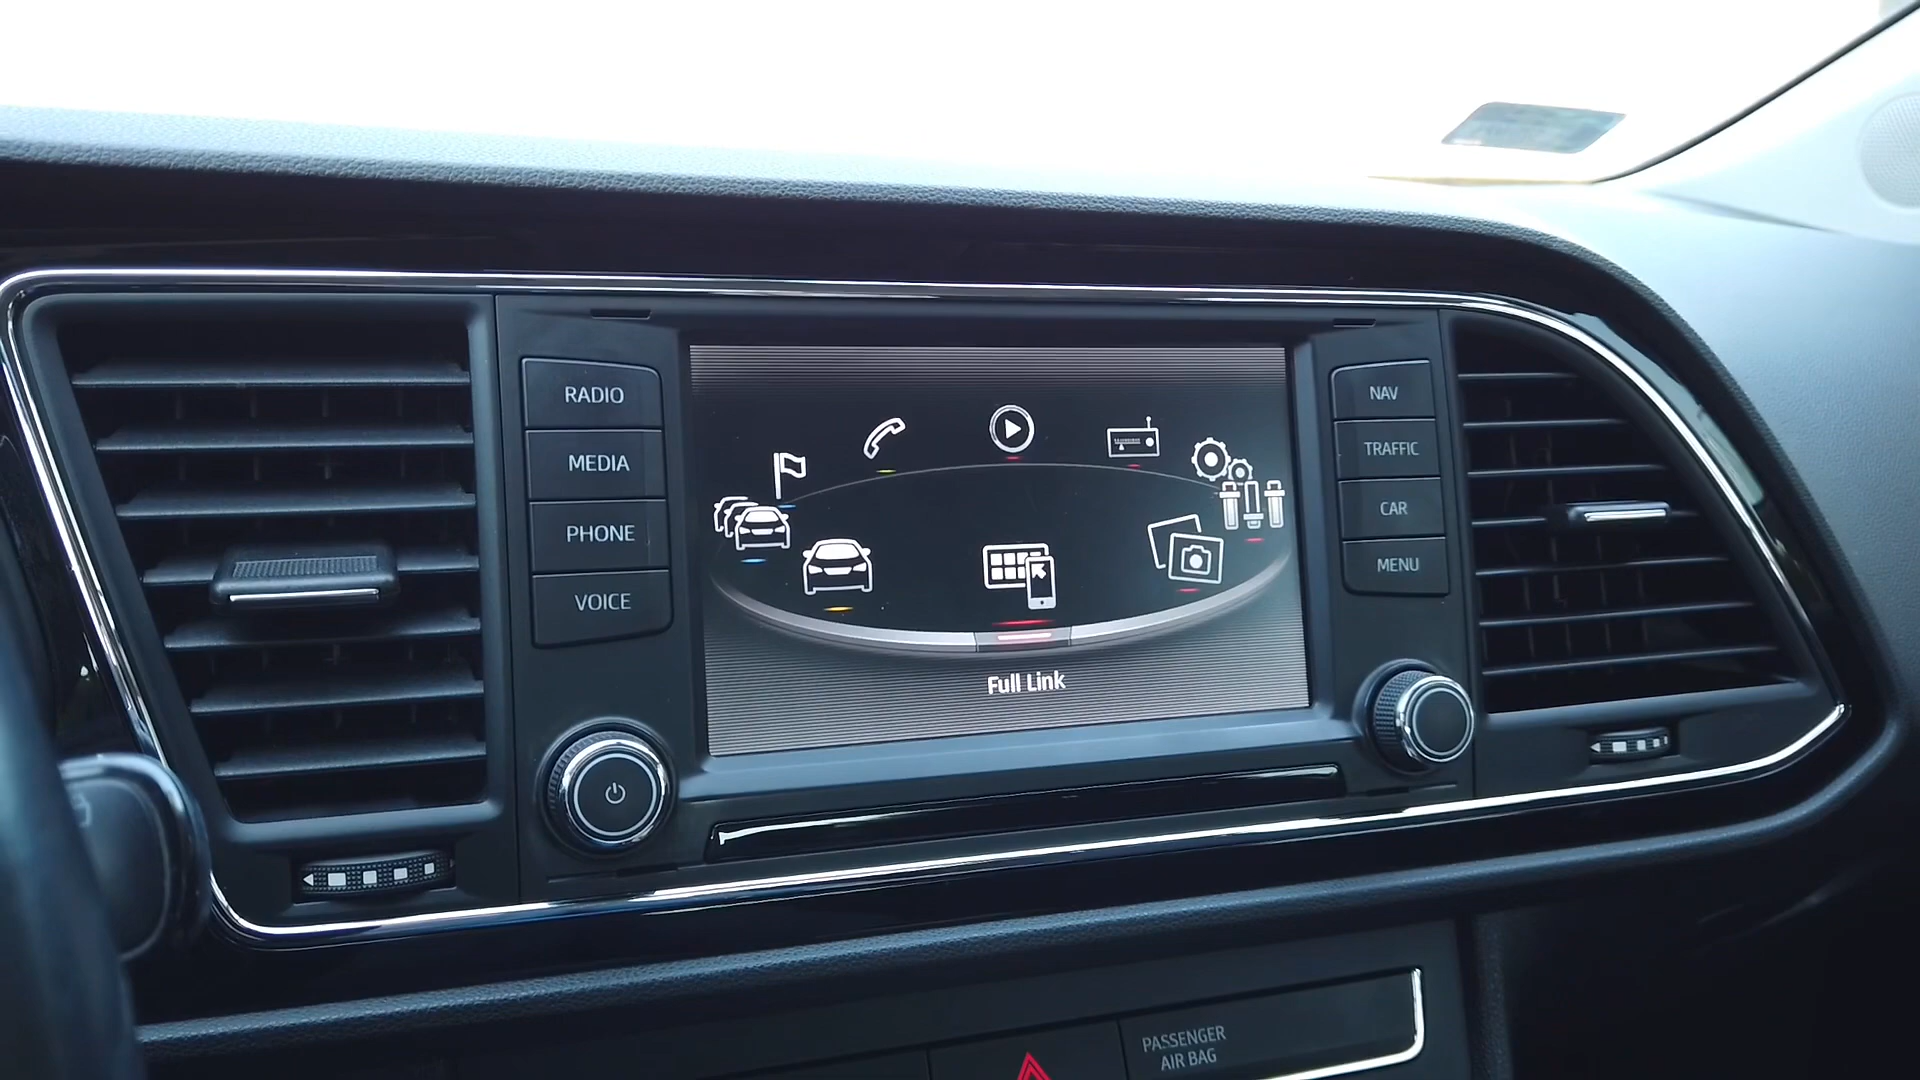 RADIO
MEDIA
PHONE
VOICE
Full Link
NAV
TRAFFIC
CAR
MENU
PASSENGER
AIR BAG